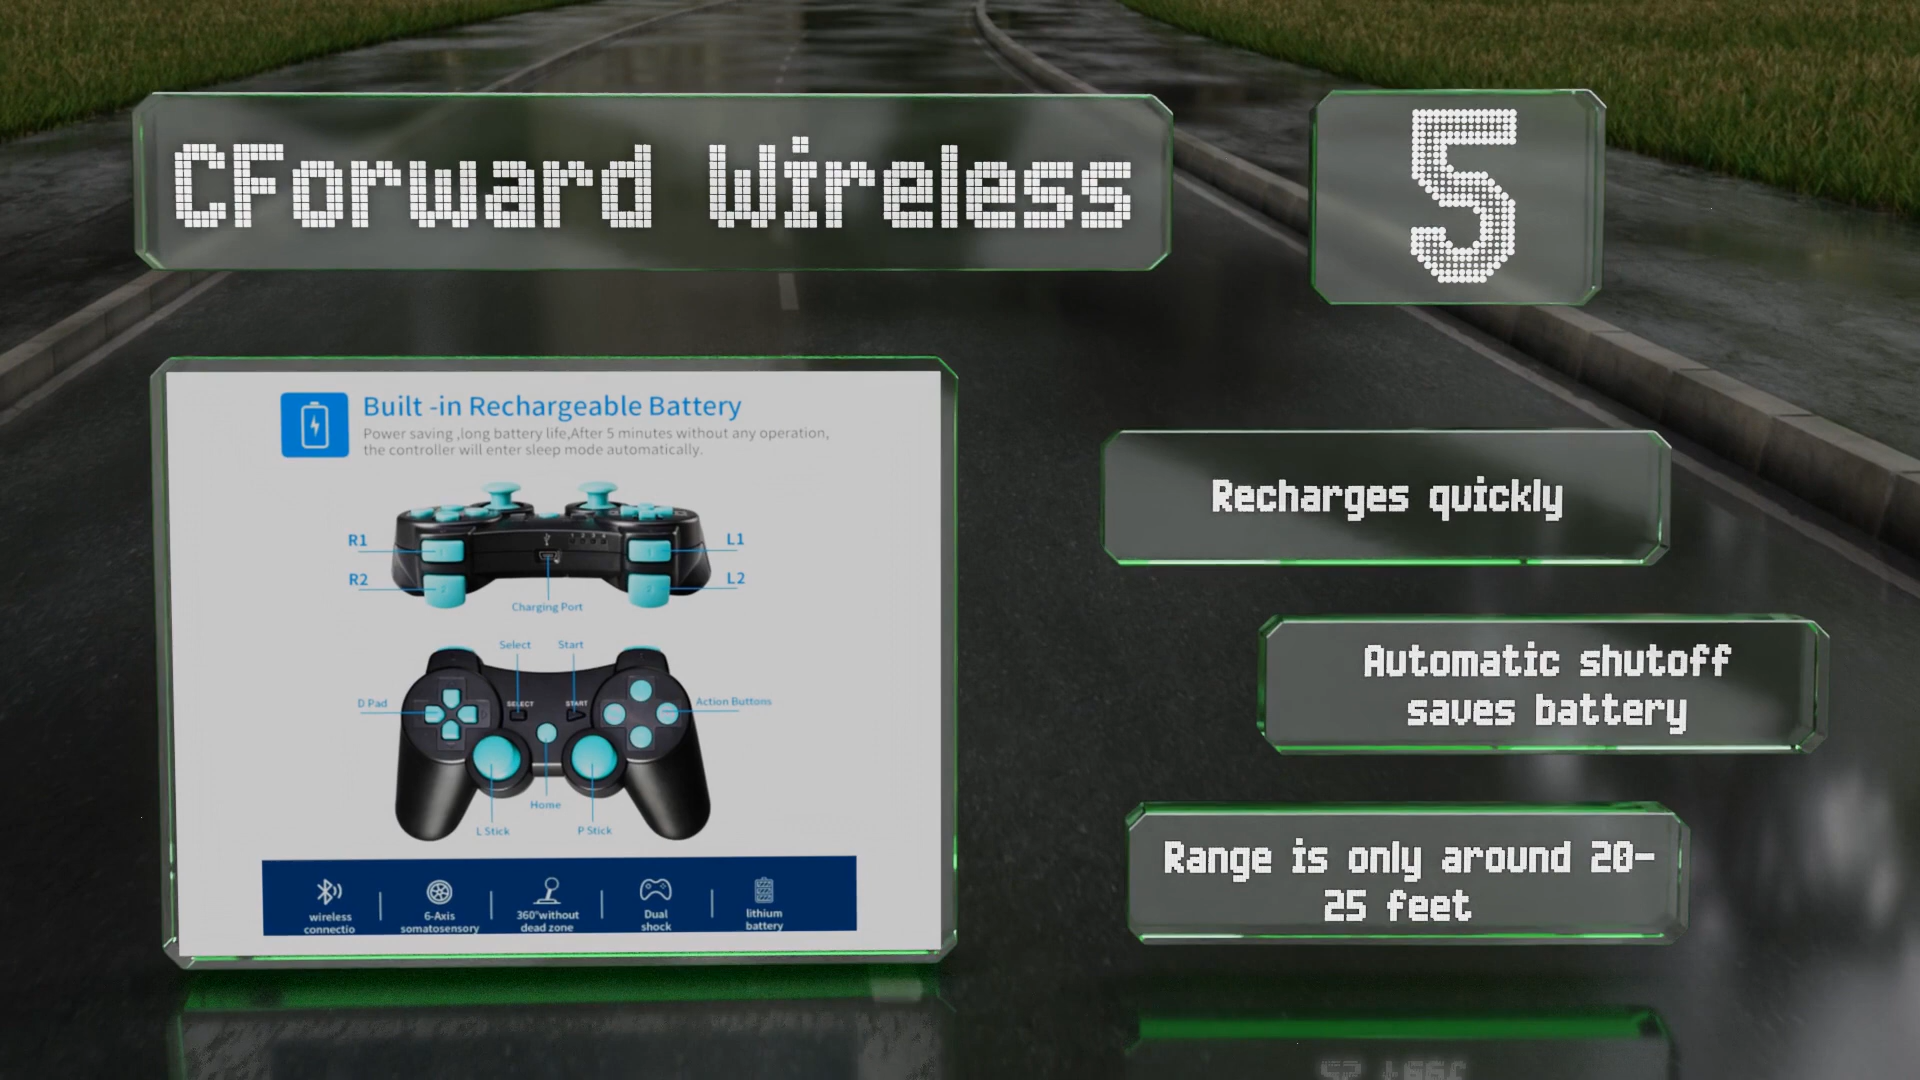 CForward Wireless
5
Built -in Rechargeable Battery
Power saving ,long battery life,After 5 minutes without any operation,
the controller will enter sleep mode automatically.
R1
L1
R2
L2
Charging Port
Select
Start
D Pad
SELECT
START
Action Buttons
Home
L Stick
P Stick
wireless
connectio
6-Axis
somatosensory
360°without
dead zone
Dual
shock
lithium
battery
Recharges quickly
Automatic shutoff
saves battery
Range is only around 20-
25 feet